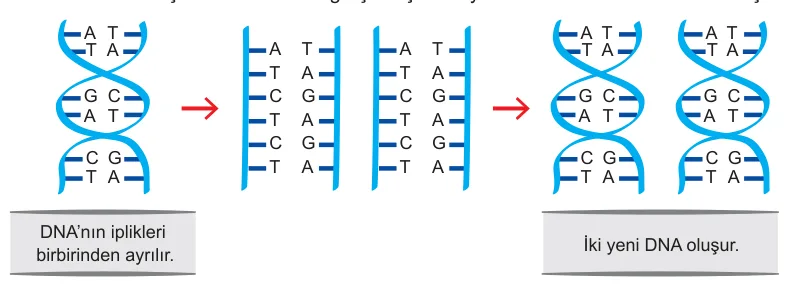 A T A T A T A T A T
T A T A T A T A T A
G C C G C G G C G C
A T T A T A A T A T
C G C G C G C G C G
T A T A T A T A T A
DNA'nın iplikleri
birbirinden ayrılır.
İki yeni DNA oluşur.